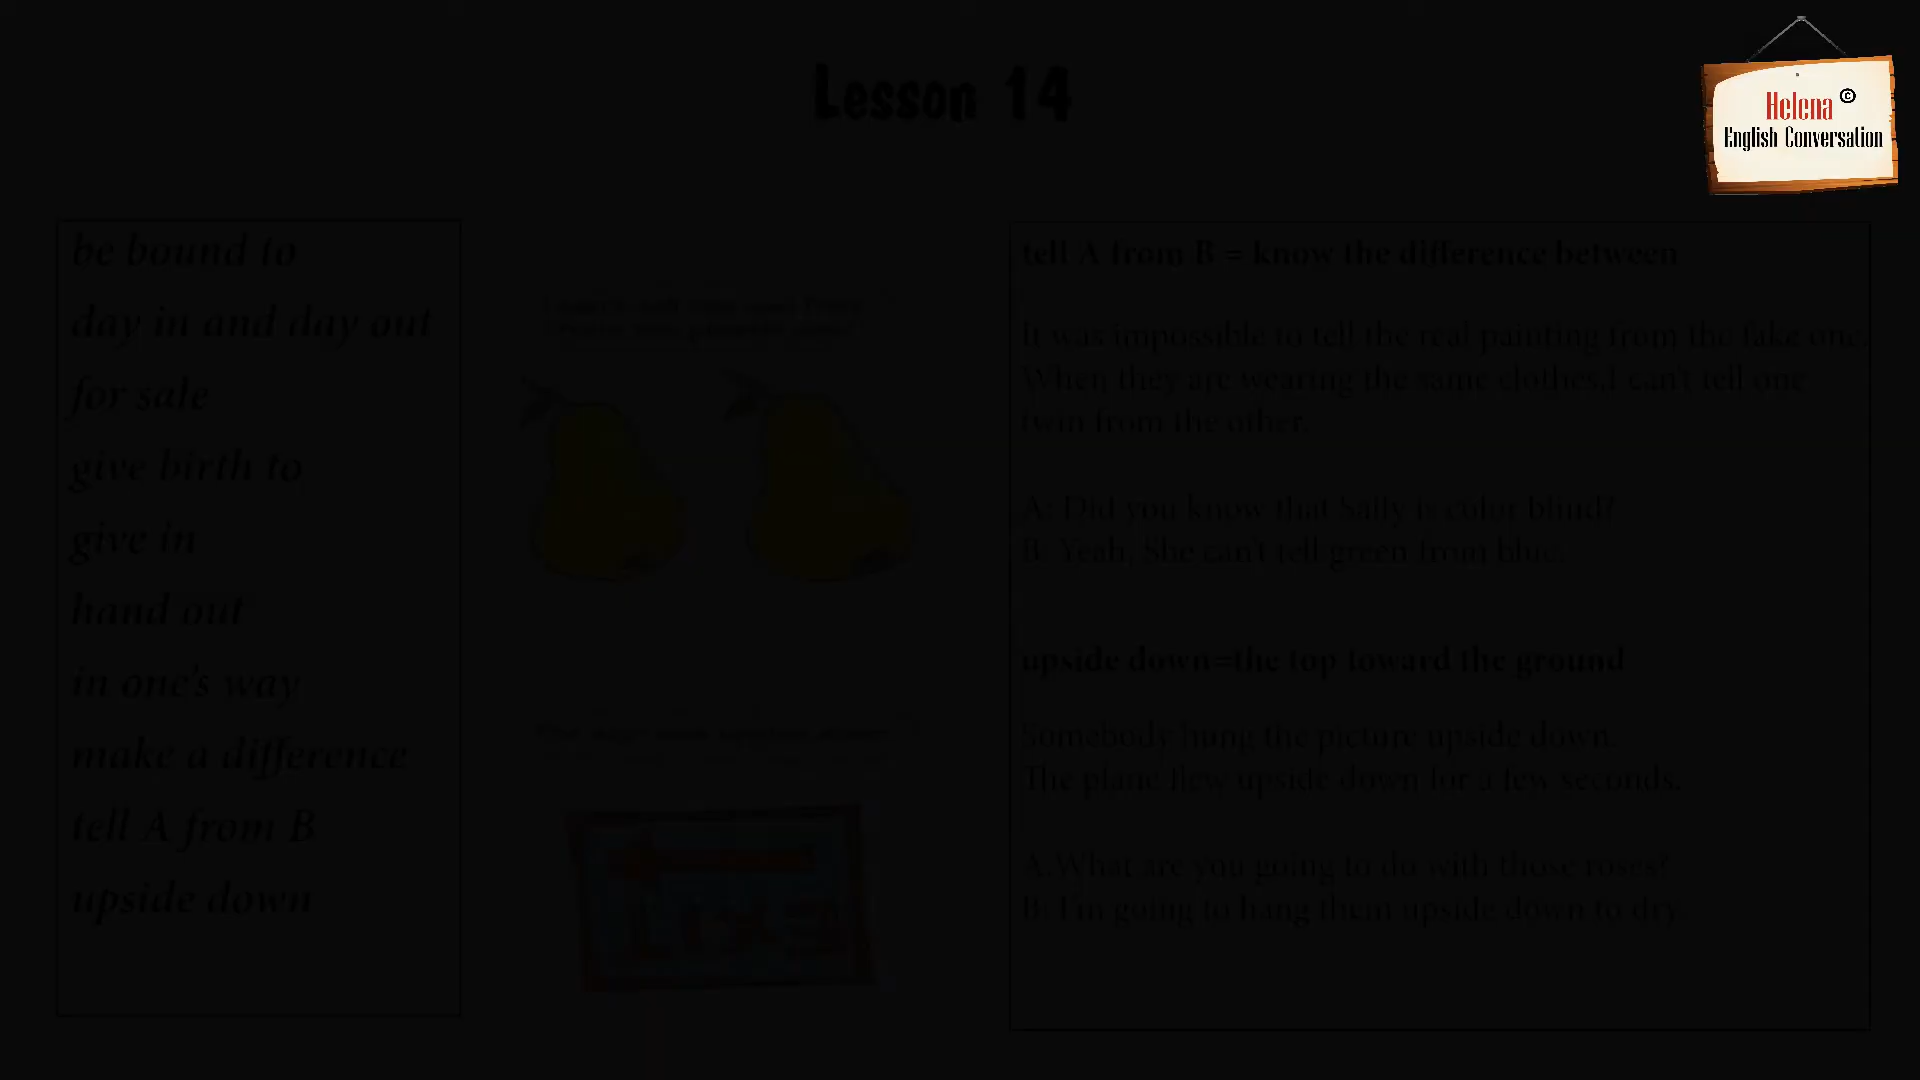 Lesson 14
Helena ©
English Conversation
be bound to
day in and day out
for sale
give birth to
give in
hand out
in one's way
make a difference
tell A from B
upside down
tell A from B = know the difference between
It was impossible to tell the real painting from the fake one.
When they are wearing the same clothes,I can't tell one
twin from the other.
A: Did you know that Sally is color blind?
B: Yeah, She can't tell green from blue.
upside down=the top toward the ground
Somebody hung the picture upside down.
The plane flew upside down for a few seconds.
A.What are you going to do with those roses?
B: I'm going to hang them upside down to dry.